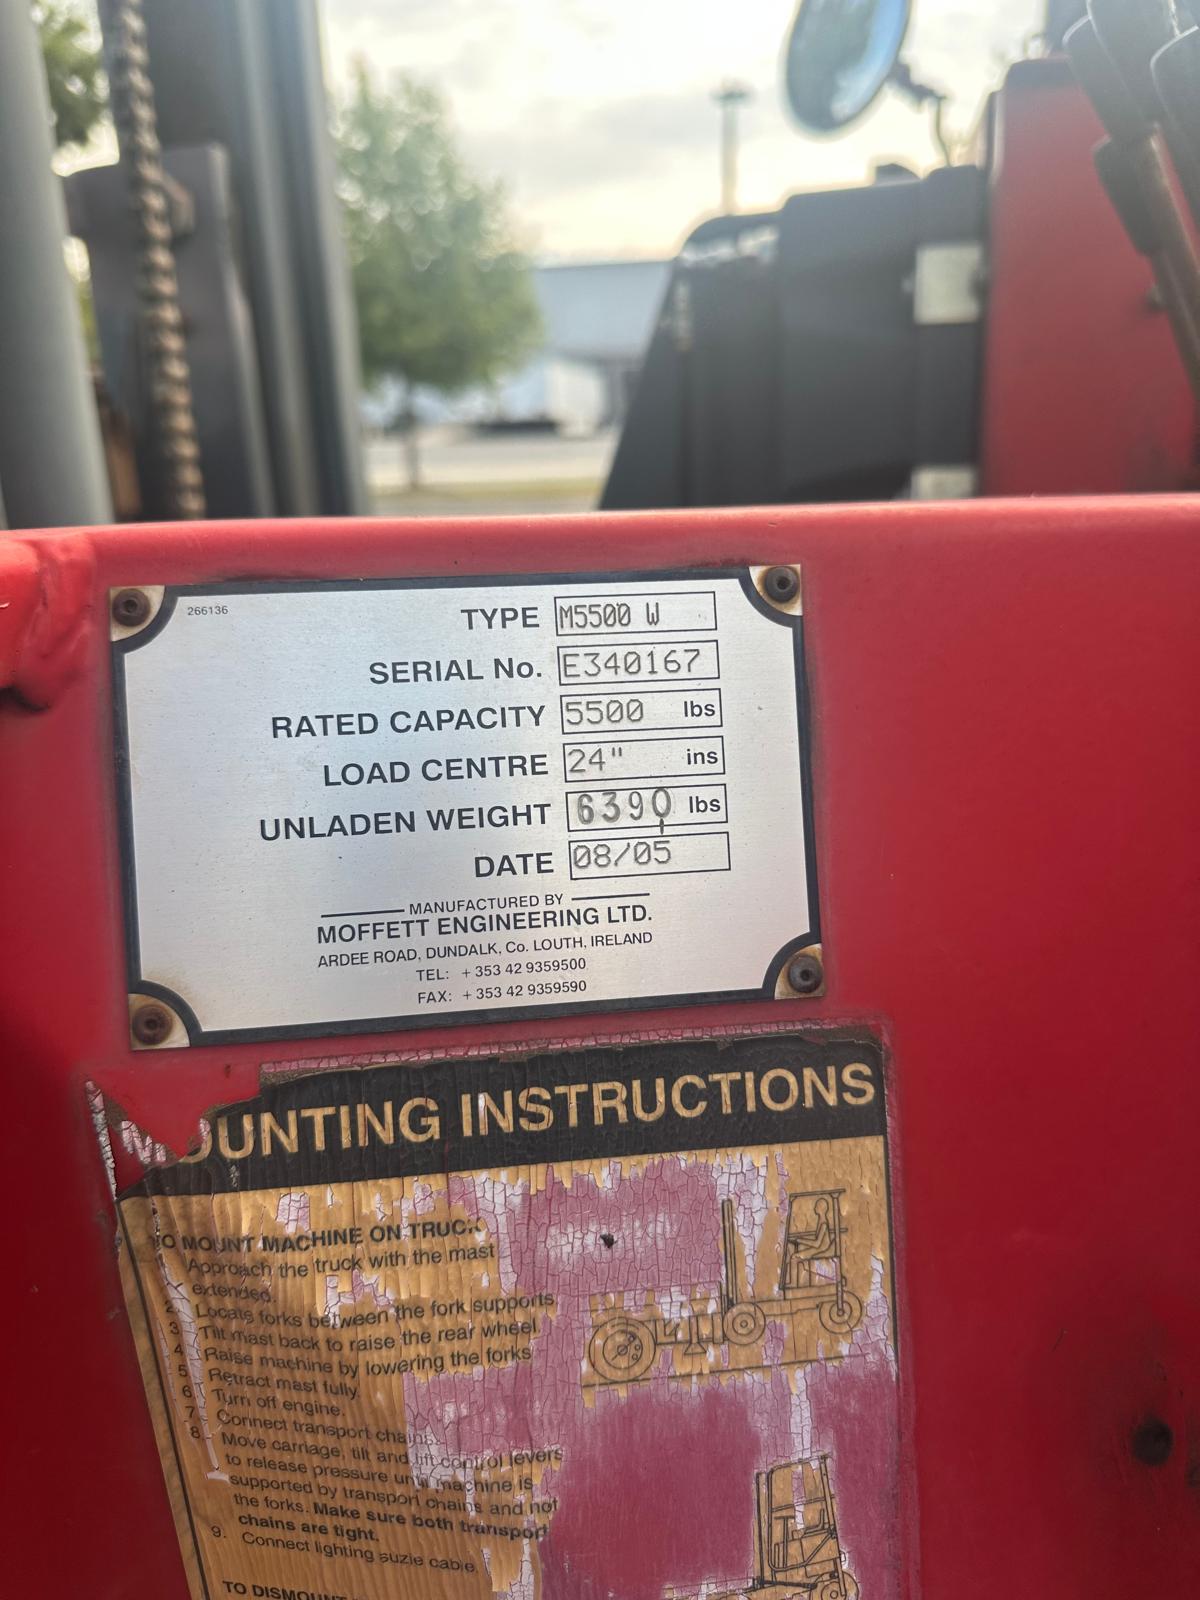 266136
TYPE M5500 W
SERIAL No. E340167
RATED CAPACITY 5500 lbs
LOAD CENTRE 24" ins
UNLADEN WEIGHT 6390 lbs
DATE 08/05
MANUFACTURED BY
MOFFETT ENGINEERING LTD.
ARDEE ROAD, DUNDALK, Co. LOUTH, IRELAND
TEL: +353 42 9359500
FAX: +353 42 9359590
MOUNTING INSTRUCTIONS
TO MOUNT MACHINE ON TRUCK
Approach the truck with the mast
extended.
2. Locate forks between the fork supports
3. Tilt mast back to raise the rear wheel
4. Raise machine by lowering the forks
5. Retract mast fully.
6. Turn off engine.
7. Connect transport chains.
8. Move carriage, tilt and lift control levers
to release pressure until machine is
supported by transport chains and not
the forks. Make sure both transport
chains are tight.
9. Connect lighting suzie cable
TO DISMOUNT